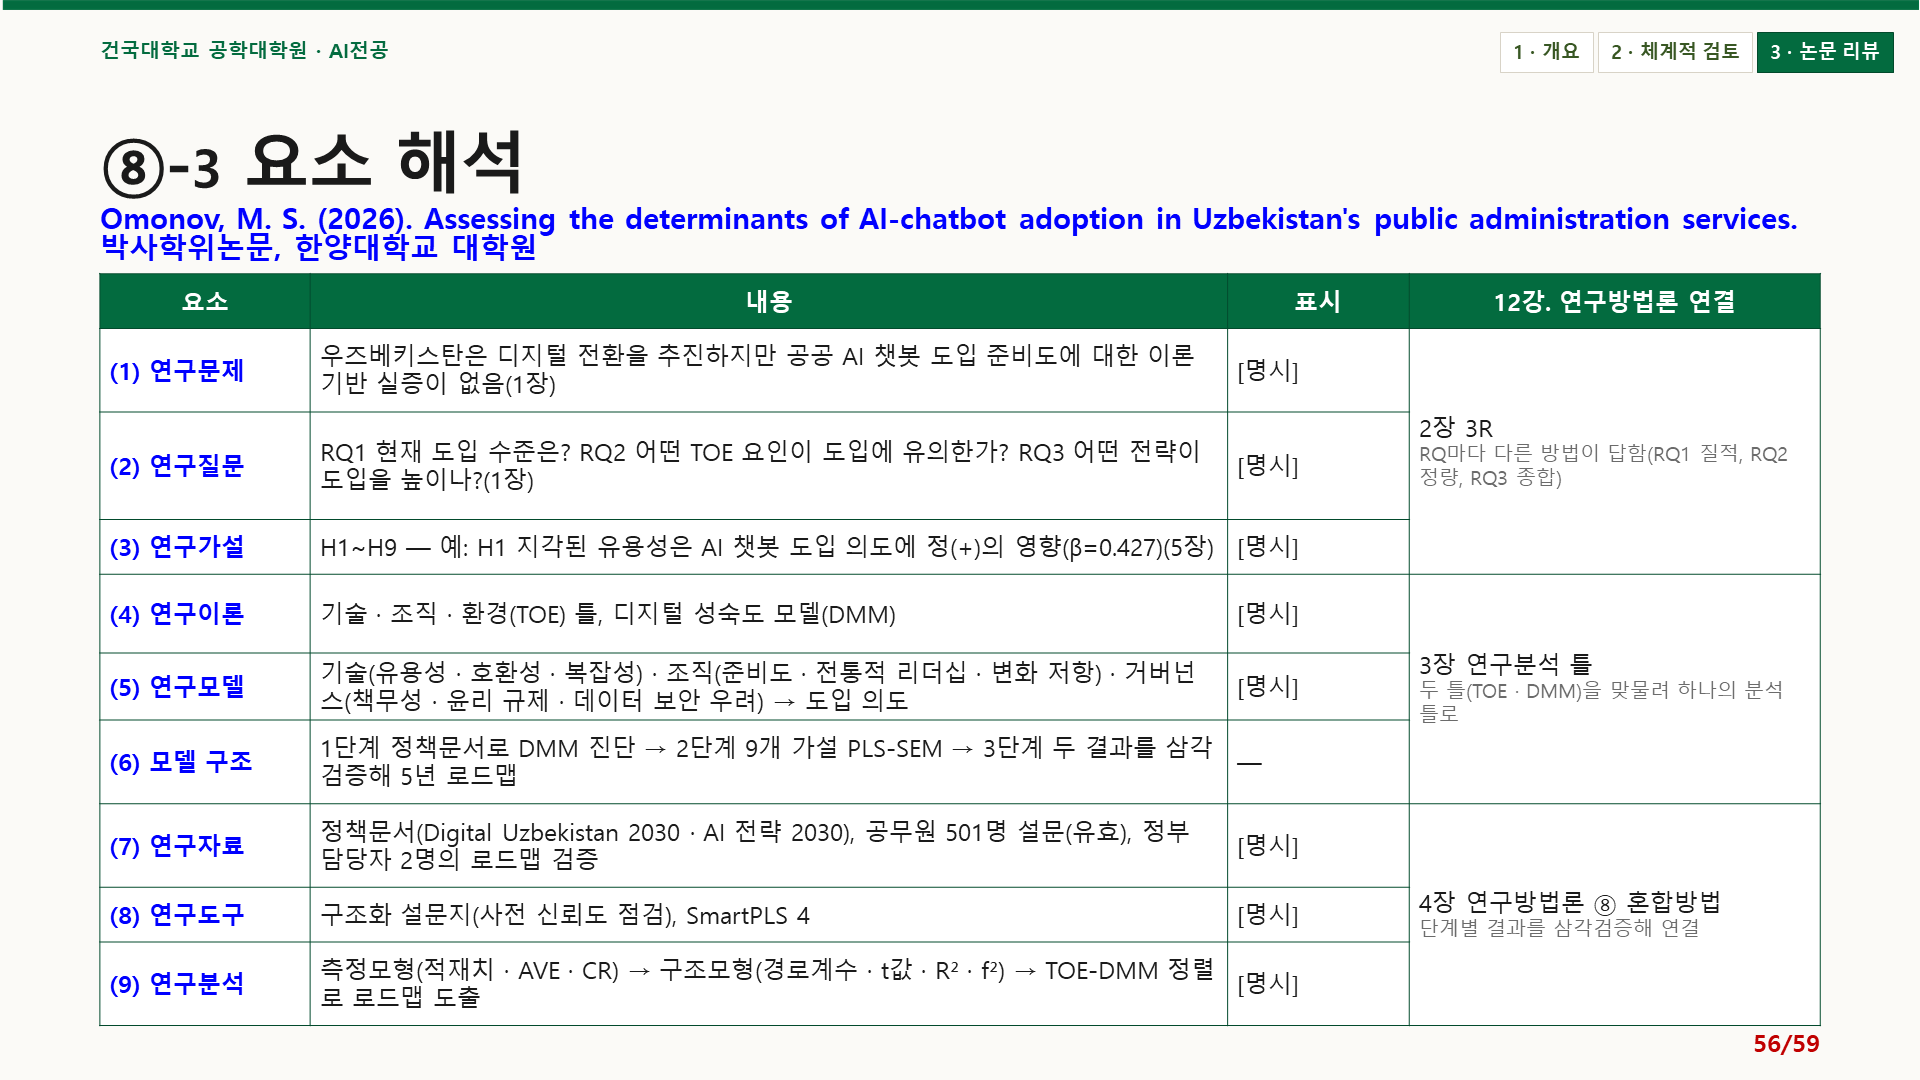 건국대학교 공학대학원 · AI전공
1 · 개요
2 · 체계적 검토
3 · 논문 리뷰
⑧-3 요소 해석
Omonov, M. S. (2026). Assessing the determinants of AI-chatbot adoption in Uzbekistan's public administration services.
박사학위논문, 한양대학교 대학원
요소
내용
표시
12강. 연구방법론 연결
(1) 연구문제
우즈베키스탄은 디지털 전환을 추진하지만 공공 AI 챗봇 도입 준비도에 대한 이론
기반 실증이 없음(1장)
[명시]
2장 3R
RQ마다 다른 방법이 답함(RQ1 질적, RQ2
정량, RQ3 종합)
(2) 연구질문
RQ1 현재 도입 수준은? RQ2 어떤 TOE 요인이 도입에 유의한가? RQ3 어떤 전략이
도입을 높이나?(1장)
[명시]
(3) 연구가설
H1~H9 — 예: H1 지각된 유용성은 AI 챗봇 도입 의도에 정(+)의 영향(β=0.427)(5장)
[명시]
(4) 연구이론
기술 · 조직 · 환경(TOE) 틀, 디지털 성숙도 모델(DMM)
[명시]
3장 연구분석 틀
두 틀(TOE · DMM)을 맞물려 하나의 분석
틀로
(5) 연구모델
기술(유용성 · 호환성 · 복잡성) · 조직(준비도 · 전통적 리더십 · 변화 저항) · 거버넌
스(책무성 · 윤리 규제 · 데이터 보안 우려) → 도입 의도
[명시]
(6) 모델 구조
1단계 정책문서로 DMM 진단 → 2단계 9개 가설 PLS-SEM → 3단계 두 결과를 삼각
검증해 5년 로드맵
—
(7) 연구자료
정책문서(Digital Uzbekistan 2030 · AI 전략 2030), 공무원 501명 설문(유효), 정부
담당자 2명의 로드맵 검증
[명시]
4장 연구방법론 ⑧ 혼합방법
단계별 결과를 삼각검증해 연결
(8) 연구도구
구조화 설문지(사전 신뢰도 점검), SmartPLS 4
[명시]
(9) 연구분석
측정모형(적재치 · AVE · CR) → 구조모형(경로계수 · t값 · R² · f²) → TOE-DMM 정렬
로 로드맵 도출
[명시]
56/59